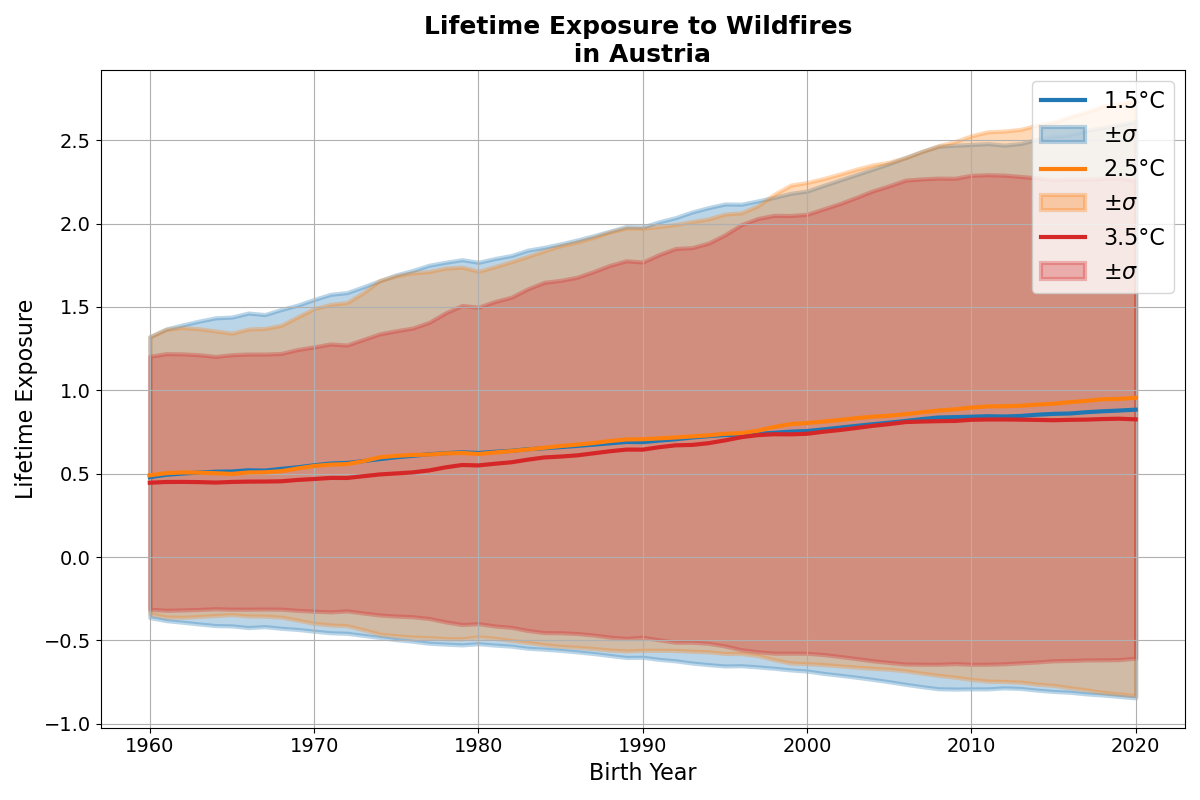 Lifetime Exposure to Wildfires
in Austria
1.5°C
±σ
2.5°C
±σ
3.5°C
±σ
Lifetime Exposure
2.5
2.0
1.5
1.0
0.5
0.0
−0.5
−1.0
1960 1970 1980 1990 2000 2010 2020
Birth Year